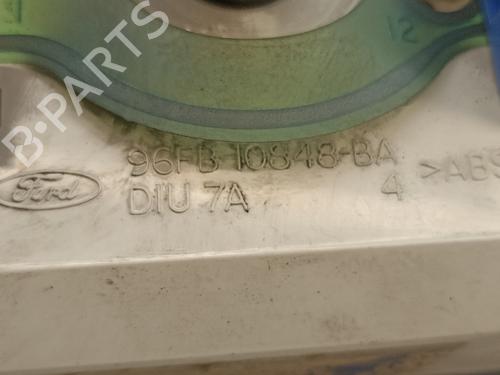 12
96FB-10848-BA
Ford DIU 7A 4 >ABS
B-PARTS